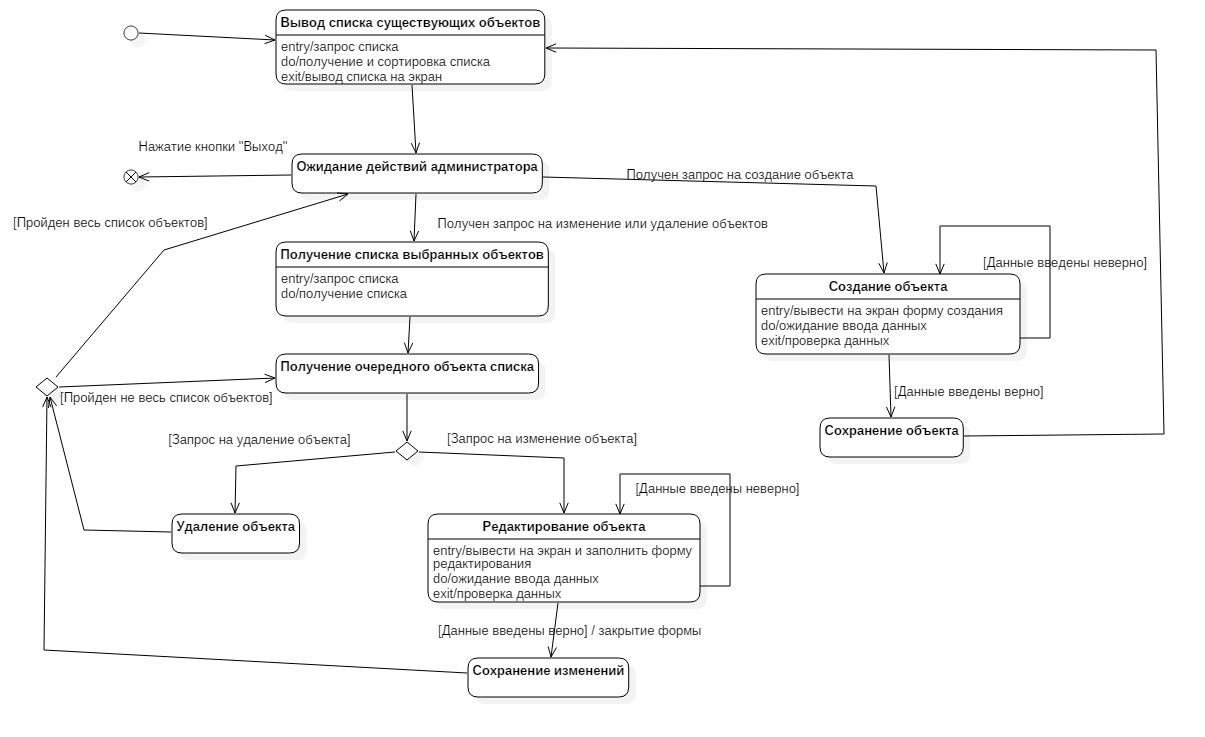 Вывод списка существующих объектов
entry/запрос списка
do/получение и сортировка списка
exit/вывод списка на экран
Нажатие кнопки "Выход"
Ожидание действий администратора
Получен запрос на создание объекта
[Пройден весь список объектов]
Получен запрос на изменение или удаление объектов
Получение списка выбранных объектов
entry/запрос списка
do/получение списка
[Данные введены неверно]
Создание объекта
entry/вывести на экран форму создания
do/ожидание ввода данных
exit/проверка данных
Получение очередного объекта списка
[Пройден не весь список объектов]
[Данные введены верно]
Сохранение объекта
[Запрос на удаление объекта]
[Запрос на изменение объекта]
[Данные введены неверно]
Удаление объекта
Редактирование объекта
entry/вывести на экран и заполнить форму
редактирования
do/ожидание ввода данных
exit/проверка данных
[Данные введены верно] / закрытие формы
Сохранение изменений